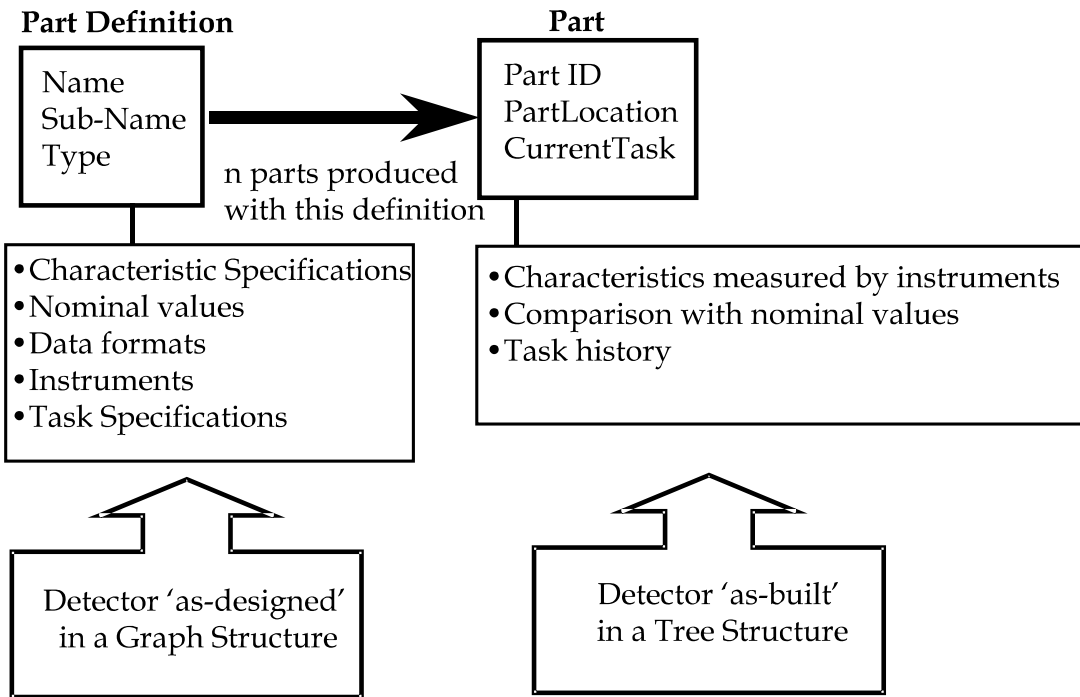 Part Definition
Name
Sub-Name
Type
n parts produced
with this definition
Part
Part ID
PartLocation
CurrentTask
•Characteristic Specifications
•Nominal values
•Data formats
•Instruments
•Task Specifications
•Characteristics measured by instruments
•Comparison with nominal values
•Task history
Detector ‘as-designed’
in a Graph Structure
Detector ‘as-built’
in a Tree Structure